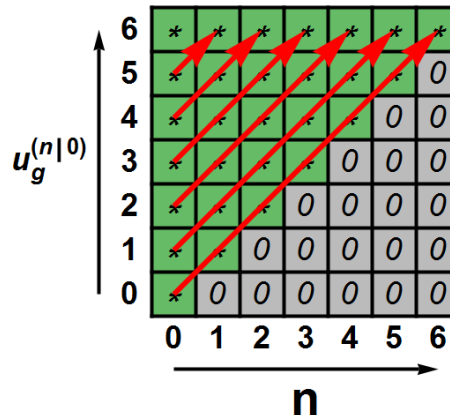 6 * * * * * * *
5 * * * * * * 0
4 * * * * * 0 0
u_g^{(n|0)} 3 * * * * 0 0 0
2 * * * 0 0 0 0
1 * * 0 0 0 0 0
0 * 0 0 0 0 0 0
0 1 2 3 4 5 6
n